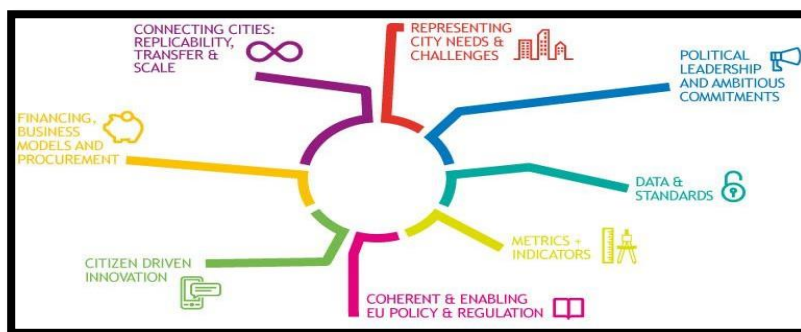 CONNECTING CITIES:
REPLICABILITY,
TRANSFER &
SCALE
REPRESENTING
CITY NEEDS &
CHALLENGES
POLITICAL
LEADERSHIP
AND AMBITIOUS
COMMITMENTS
FINANCING,
BUSINESS
MODELS AND
PROCUREMENT
DATA &
STANDARDS
METRICS +
INDICATORS
CITIZEN DRIVEN
INNOVATION
COHERENT & ENABLING
EU POLICY & REGULATION